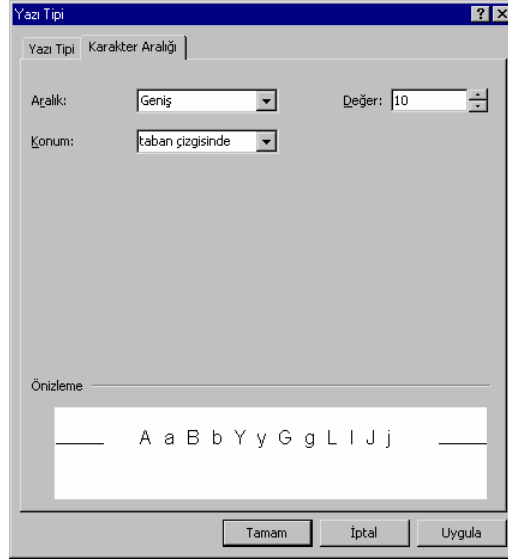 Yazı Tipi
Yazı Tipi Karakter Aralığı
Aralık: Geniş Değer: 10
Konum: taban çizgisinde
Önizleme
A a B b Y y G g L l J j
Tamam İptal Uygula